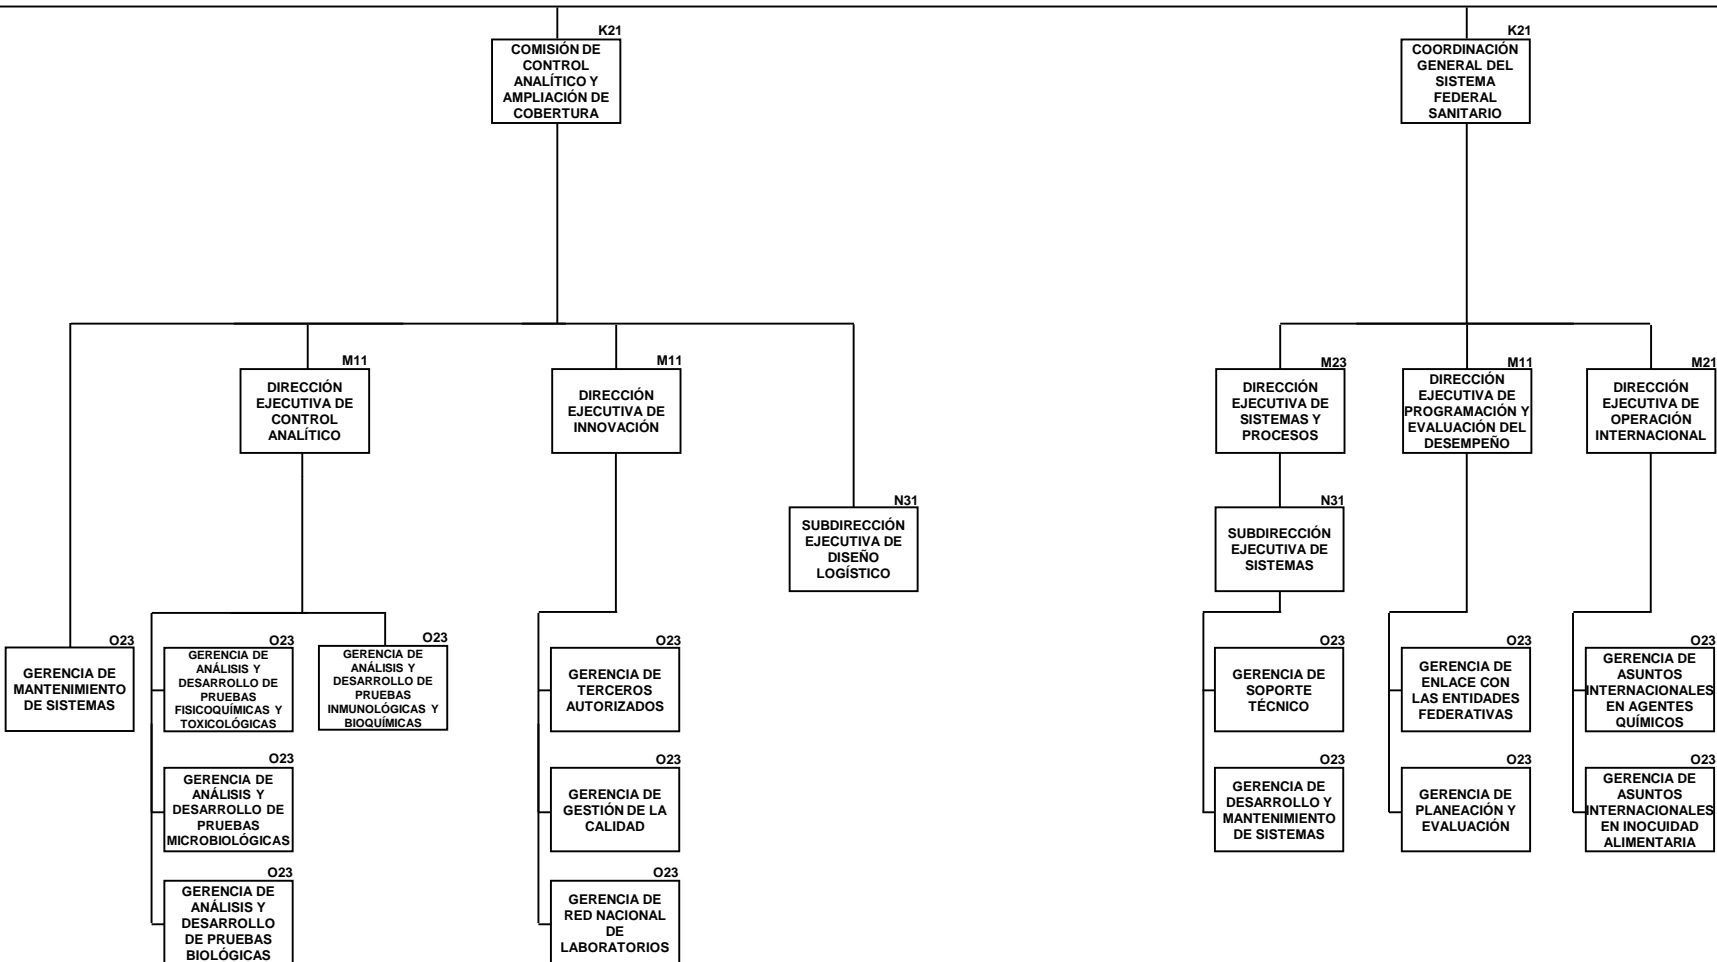 K21
COMISIÓN DE
CONTROL
ANALÍTICO Y
AMPLIACIÓN DE
COBERTURA
K21
COORDINACIÓN
GENERAL DEL
SISTEMA
FEDERAL
SANITARIO
M11
DIRECCIÓN
EJECUTIVA DE
CONTROL
ANALÍTICO
M11
DIRECCIÓN
EJECUTIVA DE
INNOVACIÓN
M23
DIRECCIÓN
EJECUTIVA DE
SISTEMAS Y
PROCESOS
M11
DIRECCIÓN
EJECUTIVA DE
PROGRAMACIÓN Y
EVALUACIÓN DEL
DESEMPEÑO
M21
DIRECCIÓN
EJECUTIVA DE
OPERACIÓN
INTERNACIONAL
N31
SUBDIRECCIÓN
EJECUTIVA DE
DISEÑO
LOGÍSTICO
N31
SUBDIRECCIÓN
EJECUTIVA DE
SISTEMAS
O23
GERENCIA DE
MANTENIMIENTO
DE SISTEMAS
O23
GERENCIA DE
ANÁLISIS Y
DESARROLLO DE
PRUEBAS
FISICOQUÍMICAS Y
TOXICOLÓGICAS
O23
GERENCIA DE
ANÁLISIS Y
DESARROLLO DE
PRUEBAS
INMUNOLÓGICAS Y
BIOQUÍMICAS
O23
GERENCIA DE
TERCEROS
AUTORIZADOS
O23
GERENCIA DE
SOPORTE
TÉCNICO
O23
GERENCIA DE
ENLACE CON
LAS ENTIDADES
FEDERATIVAS
O23
GERENCIA DE
ASUNTOS
INTERNACIONALES
EN AGENTES
QUÍMICOS
O23
GERENCIA DE
ANÁLISIS Y
DESARROLLO DE
PRUEBAS
MICROBIOLÓGICAS
O23
GERENCIA DE
GESTIÓN DE LA
CALIDAD
O23
GERENCIA DE
DESARROLLO Y
MANTENIMIENTO
DE SISTEMAS
O23
GERENCIA DE
PLANEACIÓN Y
EVALUACIÓN
O23
GERENCIA DE
ASUNTOS
INTERNACIONALES
EN INOCUIDAD
ALIMENTARIA
O23
GERENCIA DE
ANÁLISIS Y
DESARROLLO
DE PRUEBAS
BIOLÓGICAS
O23
GERENCIA DE
RED NACIONAL
DE
LABORATORIOS